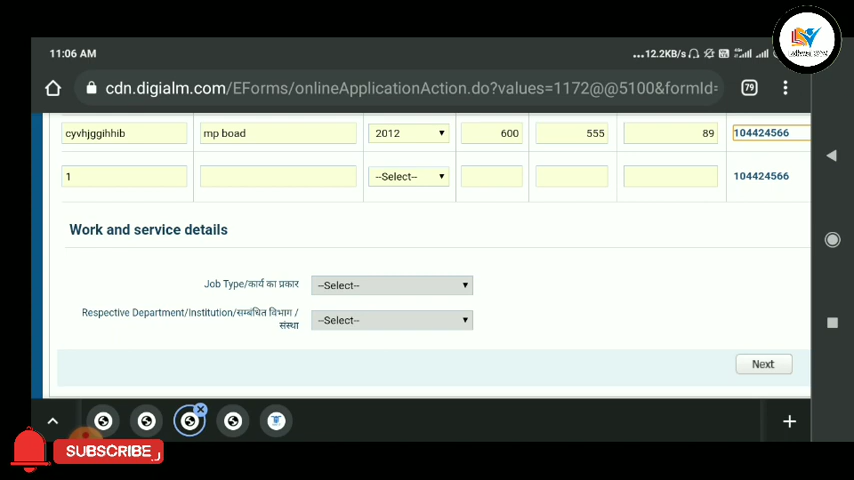 11:06 AM
...12.2KB/s
cdn.digialm.com/EForms/onlineApplicationAction.do?values=1172@@5100&formId=
79
cyvhjggihhib mp boad 2012 600 555 89 104424566
1 --Select-- 104424566
Work and service details
Job Type/कार्य का प्रकार --Select--
Respective Department/Institution/सम्बंधित विभाग /
संस्था --Select--
Next
SUBSCRIBE